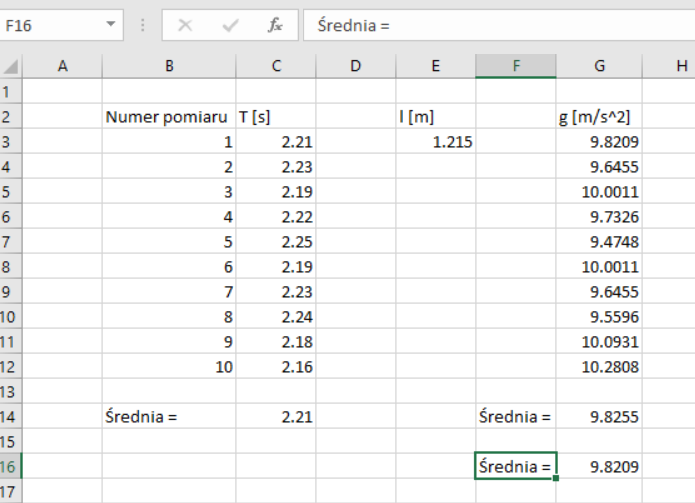 F16 fx Średnia =
A B C D E F G H
1
2 Numer pomiaru T [s] l [m] g [m/s^2]
3 1 2.21 1.215 9.8209
4 2 2.23 9.6455
5 3 2.19 10.0011
6 4 2.22 9.7326
7 5 2.25 9.4748
8 6 2.19 10.0011
9 7 2.23 9.6455
10 8 2.24 9.5596
11 9 2.18 10.0931
12 10 2.16 10.2808
13
14 Średnia = 2.21 Średnia = 9.8255
15
16 Średnia = 9.8209
17